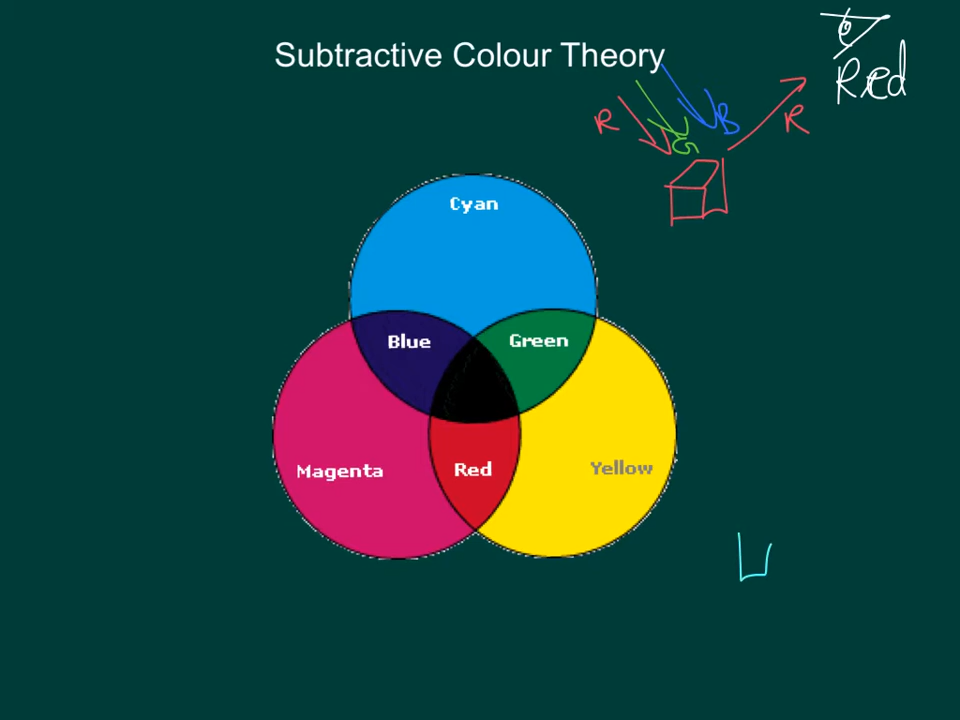 Subtractive Colour Theory
Red
R
G
B
R
Cyan
Blue
Green
Magenta
Red
Yellow